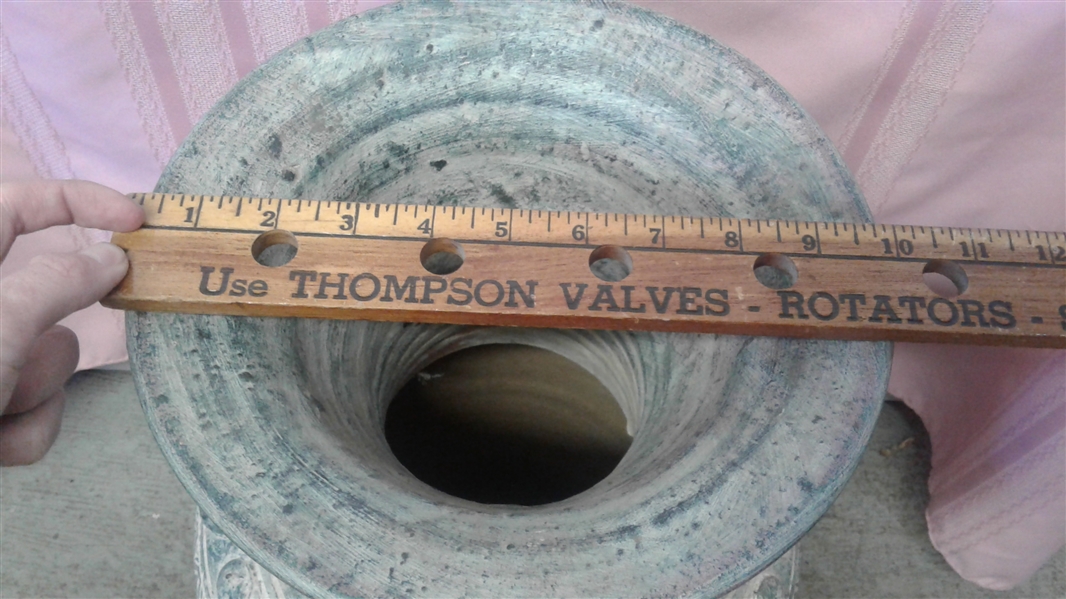 1 2 3 4 5 6 7 8 9 10 11 12
Use THOMPSON VALVES - ROTATORS -